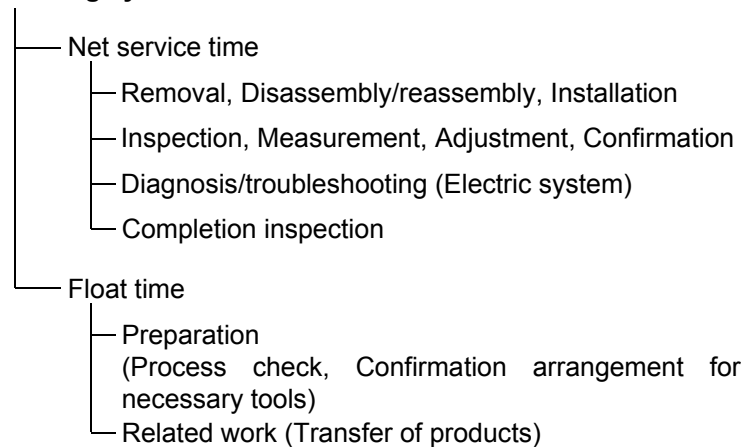 Net service time
Removal, Disassembly/reassembly, Installation
Inspection, Measurement, Adjustment, Confirmation
Diagnosis/troubleshooting (Electric system)
Completion inspection
Float time
Preparation
(Process check, Confirmation arrangement for
necessary tools)
Related work (Transfer of products)